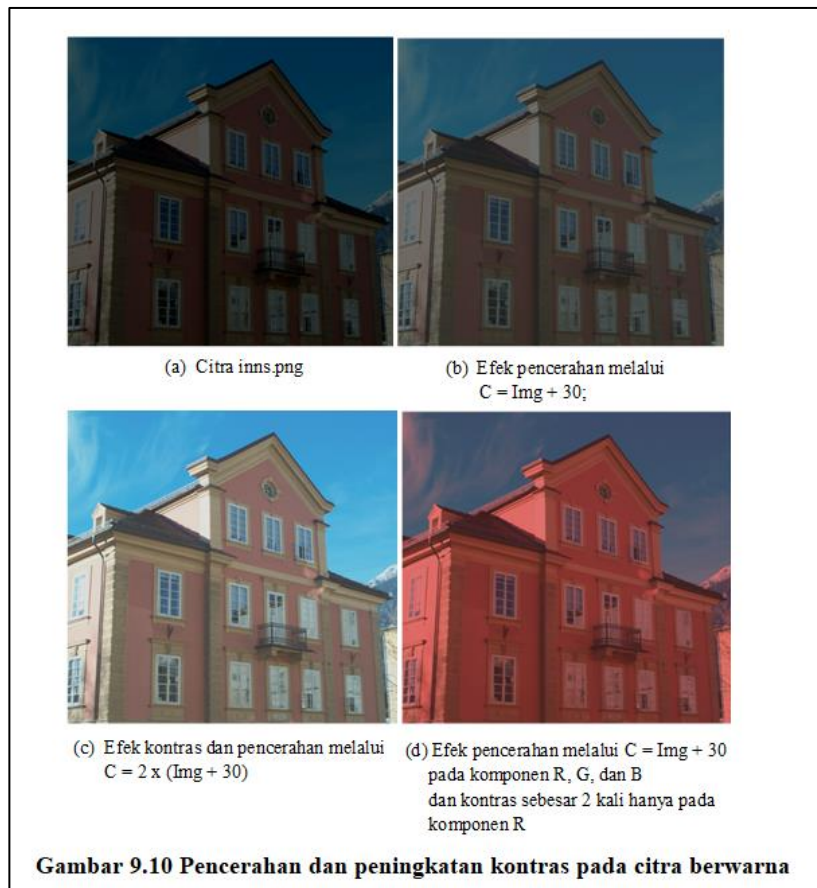 (a) Citra inns.png
(b) Efek pencerahan melalui
C = Img + 30;
(c) Efek kontras dan pencerahan melalui
C = 2 x (Img + 30)
(d) Efek pencerahan melalui C = Img + 30
pada komponen R, G, dan B
dan kontras sebesar 2 kali hanya pada
komponen R
Gambar 9.10 Pencerahan dan peningkatan kontras pada citra berwarna